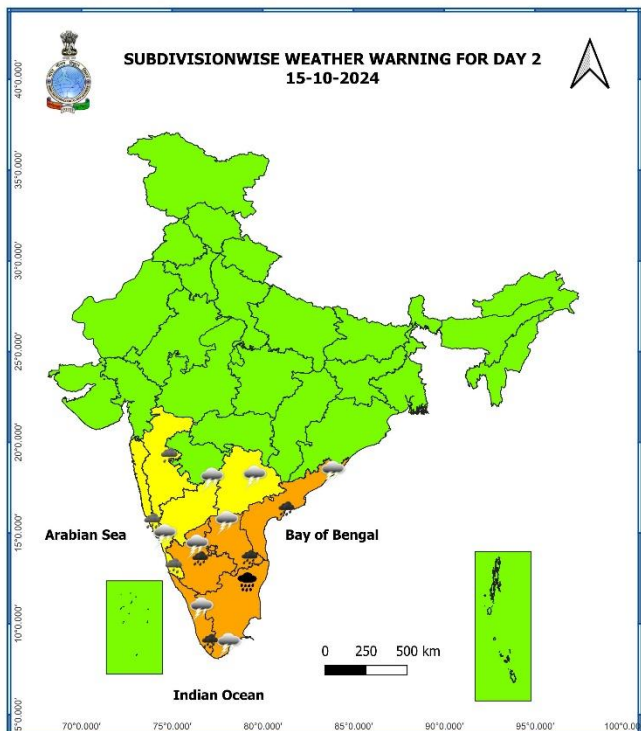 SUBDIVISIONWISE WEATHER WARNING FOR DAY 2
15-10-2024
40°0.000'
35°0.000'
30°0.000'
25°0.000'
20°0.000'
15°0.000'
10°0.000'
5°0.000'
Arabian Sea
Bay of Bengal
0 250 500 km
Indian Ocean
70°0.000' 75°0.000' 80°0.000' 85°0.000' 90°0.000' 95°0.000' 100°0.000'